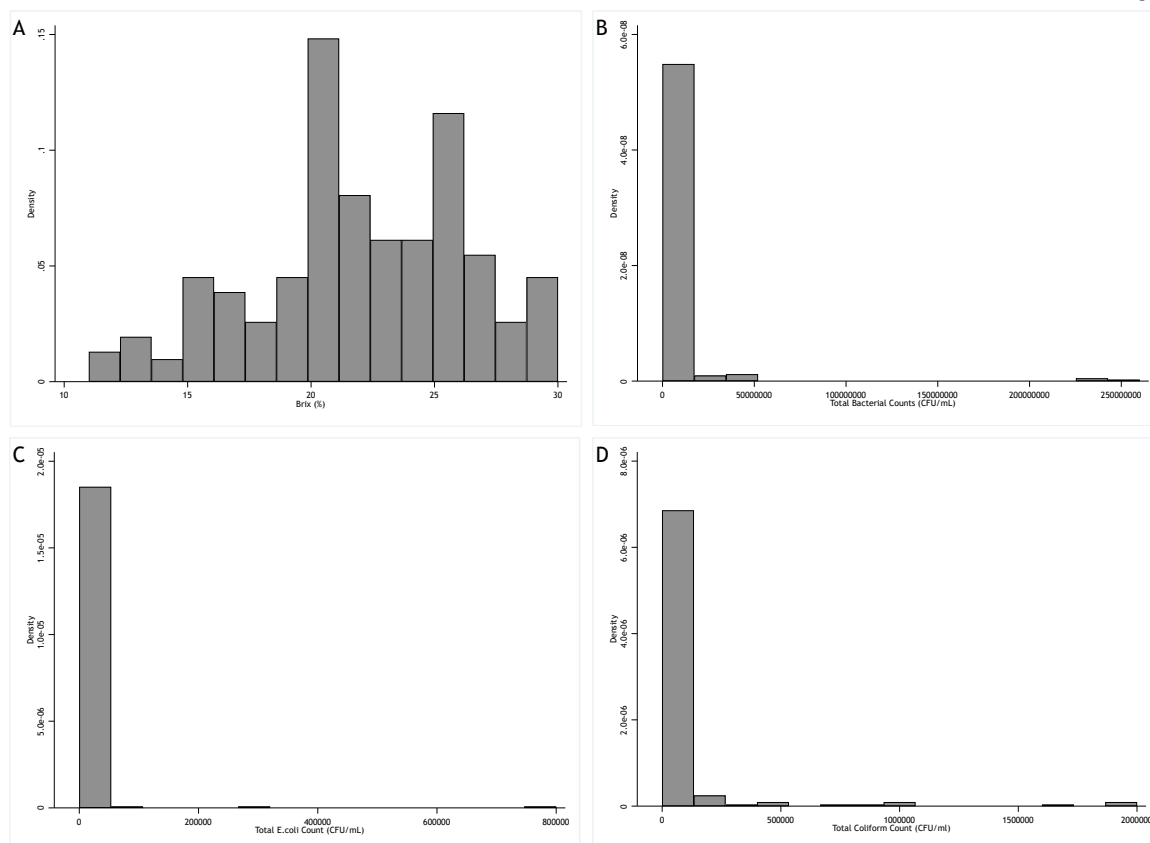 A
.15
.1
.05
0
Density
10 15 20 25 30
Brix (%)
B
6.0e-08
4.0e-08
2.0e-08
0
Density
0 50000000 100000000 150000000 200000000 250000000
Total Bacterial Counts (CFU/mL)
C
2.0e-05
1.5e-05
1.0e-05
5.0e-06
0
Density
0 200000 400000 600000 800000
Total E.coli Count (CFU/mL)
D
8.0e-06
6.0e-06
4.0e-06
2.0e-06
0
Density
0 500000 1000000 1500000 2000000
Total Coliform Count (CFU/ml)